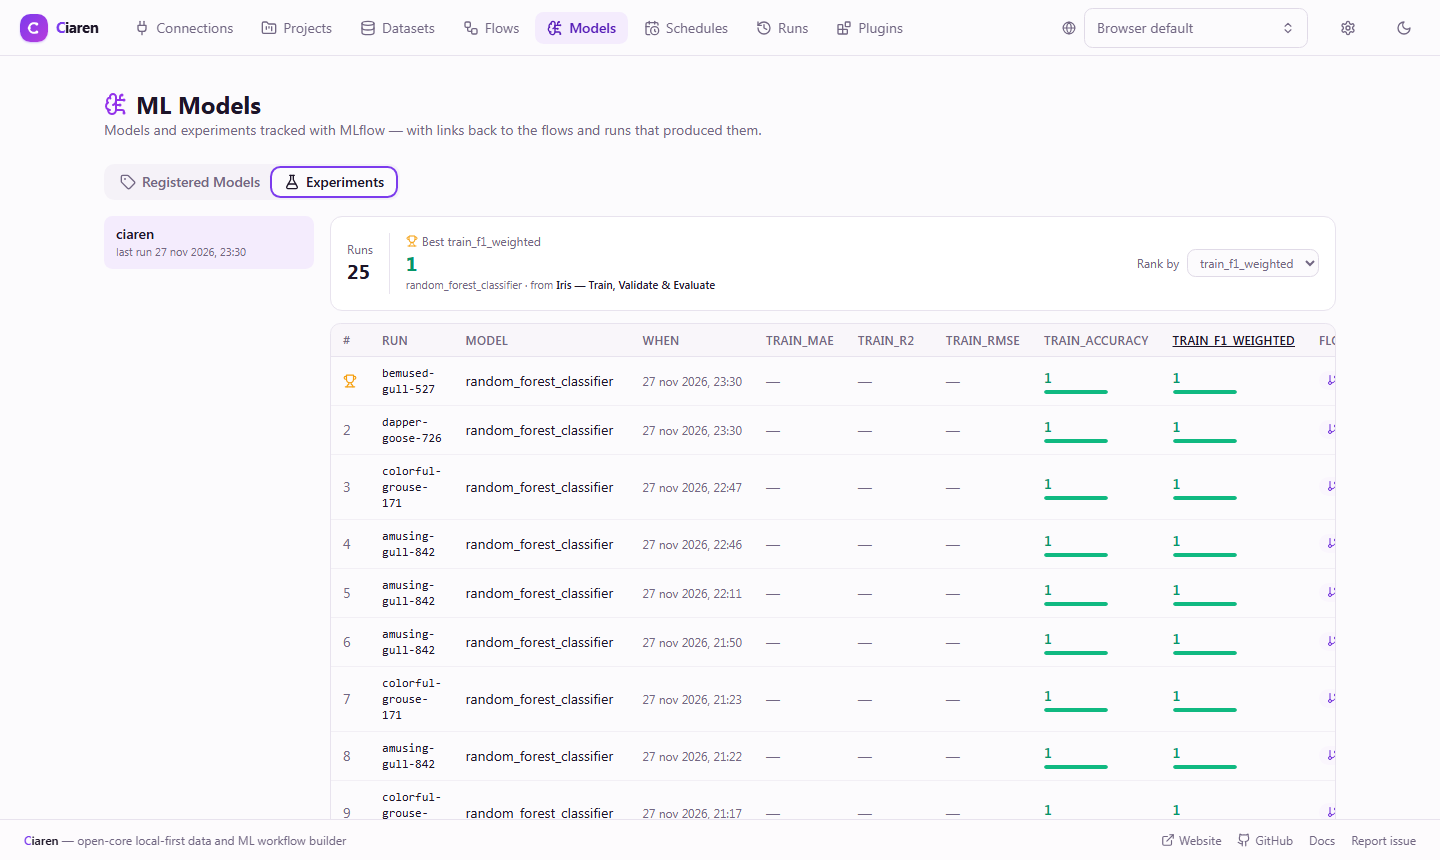 C Ciaren Connections Projects Datasets Flows Models Schedules Runs Plugins Browser default
ML Models
Models and experiments tracked with MLflow — with links back to the flows and runs that produced them.
Registered Models Experiments
ciaren
last run 27 nov 2026, 23:30
Runs
25
Best train_f1_weighted
1
random_forest_classifier · from Iris — Train, Validate & Evaluate
Rank by train_f1_weighted
# RUN MODEL WHEN TRAIN_MAE TRAIN_R2 TRAIN_RMSE TRAIN_ACCURACY TRAIN_F1_WEIGHTED
bemused-
gull-527
random_forest_classifier 27 nov 2026, 23:30 — — — 1 1
2
dapper-
goose-726
random_forest_classifier 27 nov 2026, 23:30 — — — 1 1
3
colorful-
grouse-
171
random_forest_classifier 27 nov 2026, 22:47 — — — 1 1
4
amusing-
gull-842
random_forest_classifier 27 nov 2026, 22:46 — — — 1 1
5
amusing-
gull-842
random_forest_classifier 27 nov 2026, 22:11 — — — 1 1
6
amusing-
gull-842
random_forest_classifier 27 nov 2026, 21:50 — — — 1 1
7
colorful-
grouse-
171
random_forest_classifier 27 nov 2026, 21:23 — — — 1 1
8
amusing-
gull-842
random_forest_classifier 27 nov 2026, 21:22 — — — 1 1
9
colorful-
grouse-
random_forest_classifier 27 nov 2026, 21:17 — — — 1 1
Ciaren — open-core local-first data and ML workflow builder Website GitHub Docs Report issue